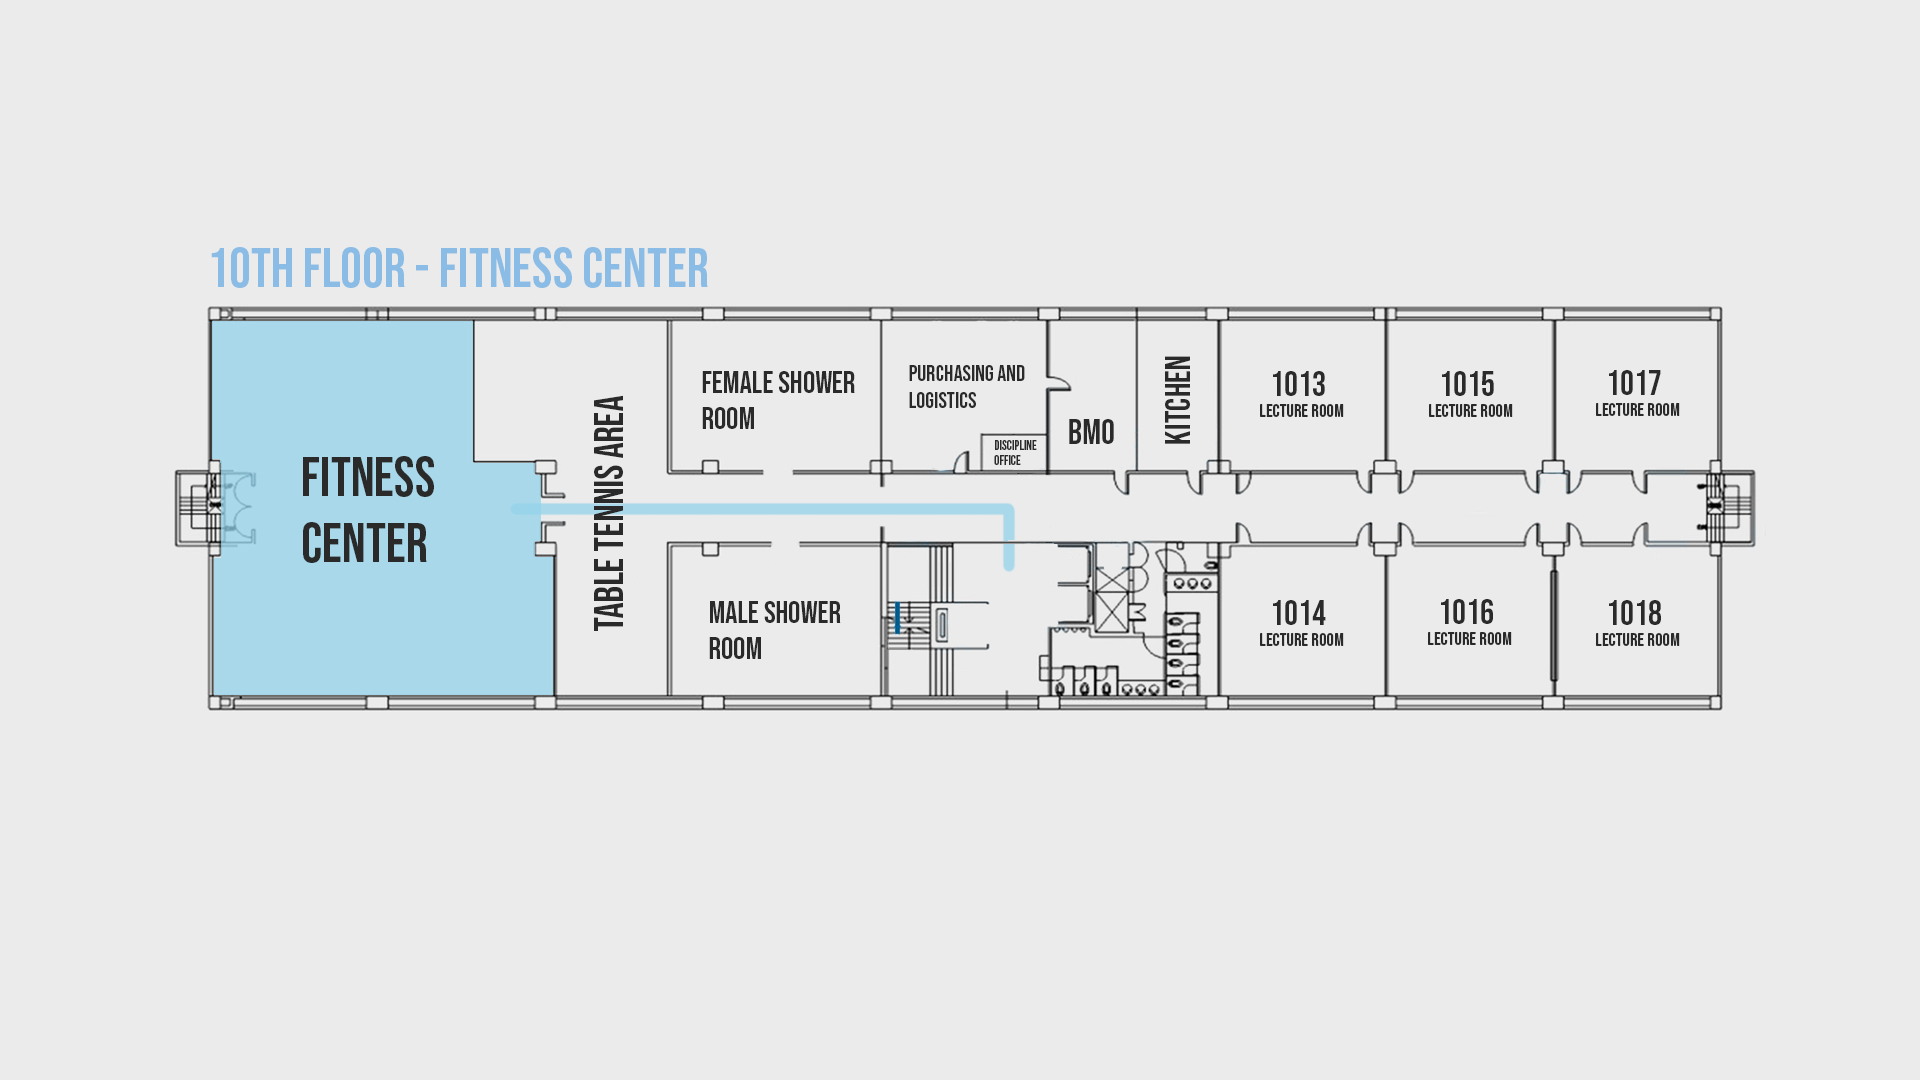 10TH FLOOR - FITNESS CENTER
FITNESS
CENTER
TABLE TENNIS AREA
FEMALE SHOWER
ROOM
PURCHASING AND
LOGISTICS
DISCIPLINE
OFFICE
BMO
KITCHEN
1013
LECTURE ROOM
1015
LECTURE ROOM
1017
LECTURE ROOM
MALE SHOWER
ROOM
1014
LECTURE ROOM
1016
LECTURE ROOM
1018
LECTURE ROOM